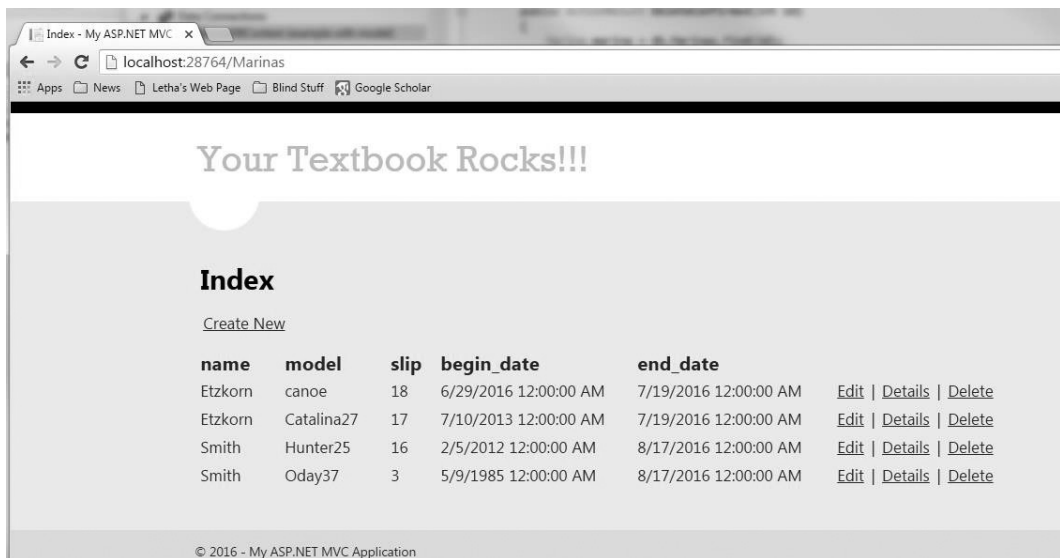 Index - My ASP.NET MVC
localhost:28764/Marinas
Apps News Letha's Web Page Blind Stuff Google Scholar
Your Textbook Rocks!!!
Index
Create New
name model slip begin_date end_date
Etzkorn canoe 18 6/29/2016 12:00:00 AM 7/19/2016 12:00:00 AM Edit | Details | Delete
Etzkorn Catalina27 17 7/10/2013 12:00:00 AM 7/19/2016 12:00:00 AM Edit | Details | Delete
Smith Hunter25 16 2/5/2012 12:00:00 AM 8/17/2016 12:00:00 AM Edit | Details | Delete
Smith Oday37 3 5/9/1985 12:00:00 AM 8/17/2016 12:00:00 AM Edit | Details | Delete
© 2016 - My ASP.NET MVC Application